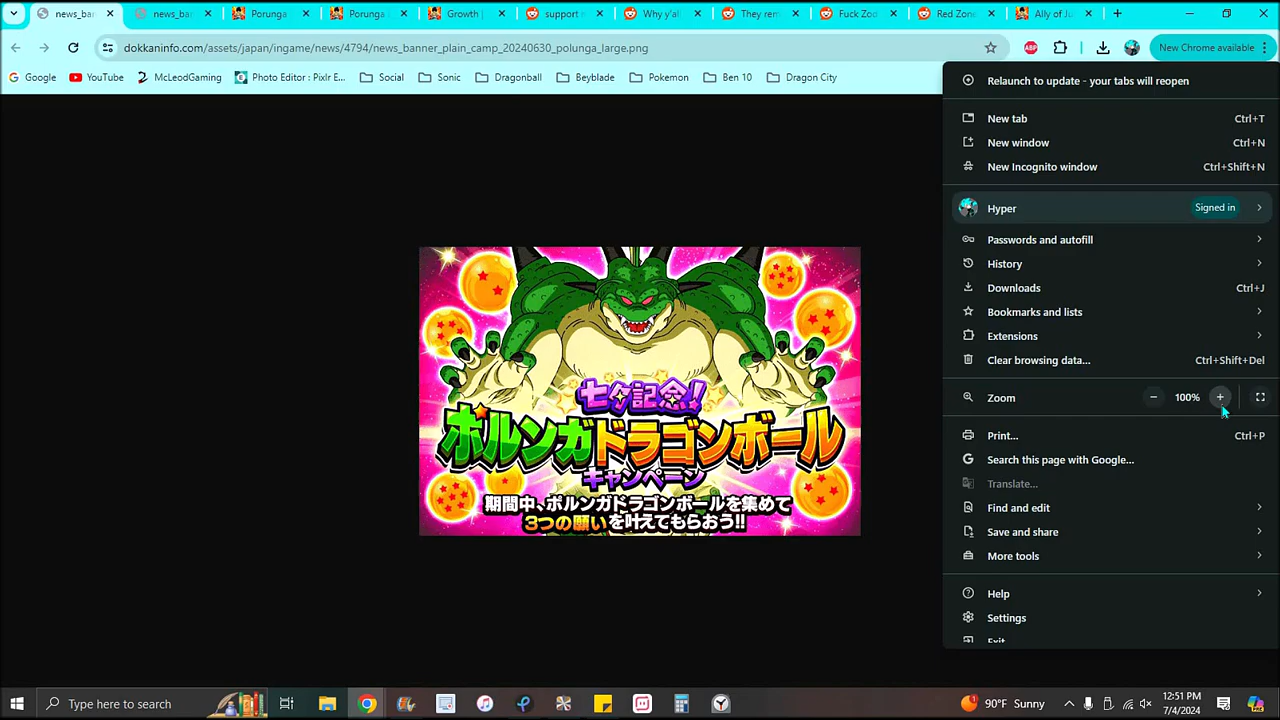 news_bar
news_bar
Porunga
Porunga
Growth
support
Why y'al
They rem
Fuck Zod
Red Zone
Ally of Ju
dokkaninfo.com/assets/japan/ingame/news/4794/news_banner_plain_camp_20240630_polunga_large.png
ABP
New Chrome available
Google
YouTube
McLeodGaming
Photo Editor : Pixlr E...
Social
Sonic
Dragonball
Beyblade
Pokemon
Ben 10
Dragon City
Relaunch to update - your tabs will reopen
New tab Ctrl+T
New window Ctrl+N
New Incognito window Ctrl+Shift+N
Hyper Signed in
Passwords and autofill
History
Downloads Ctrl+J
Bookmarks and lists
Extensions
Clear browsing data... Ctrl+Shift+Del
Zoom − 100% +
Print... Ctrl+P
Search this page with Google...
Translate...
Find and edit
Save and share
More tools
Help
Settings
Exit
七夕記念!
ポルンガドラゴンボール
キャンペーン
期間中、ポルンガドラゴンボールを集めて
3つの願いを叶えてもらおう!!
Type here to search
90°F Sunny
12:51 PM
7/4/2024